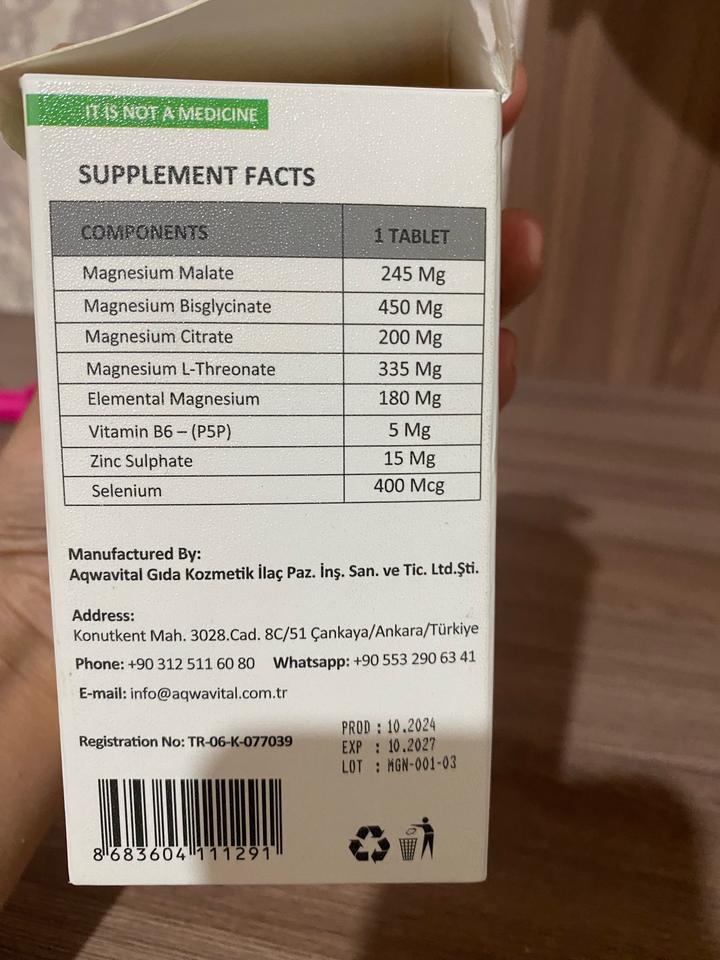 IT IS NOT A MEDICINE
SUPPLEMENT FACTS
COMPONENTS 1 TABLET
Magnesium Malate 245 Mg
Magnesium Bisglycinate 450 Mg
Magnesium Citrate 200 Mg
Magnesium L-Threonate 335 Mg
Elemental Magnesium 180 Mg
Vitamin B6 – (P5P) 5 Mg
Zinc Sulphate 15 Mg
Selenium 400 Mcg
Manufactured By:
Aqwavital Gıda Kozmetik İlaç Paz. İnş. San. ve Tic. Ltd.Şti.
Address:
Konutkent Mah. 3028.Cad. 8C/51 Çankaya/Ankara/Türkiye
Phone: +90 312 511 60 80 Whatsapp: +90 553 290 63 41
E-mail: info@aqwavital.com.tr
Registration No: TR-06-K-077039
PROD : 10.2024
EXP : 10.2027
LOT : MGN-001-03
8 683604 111291